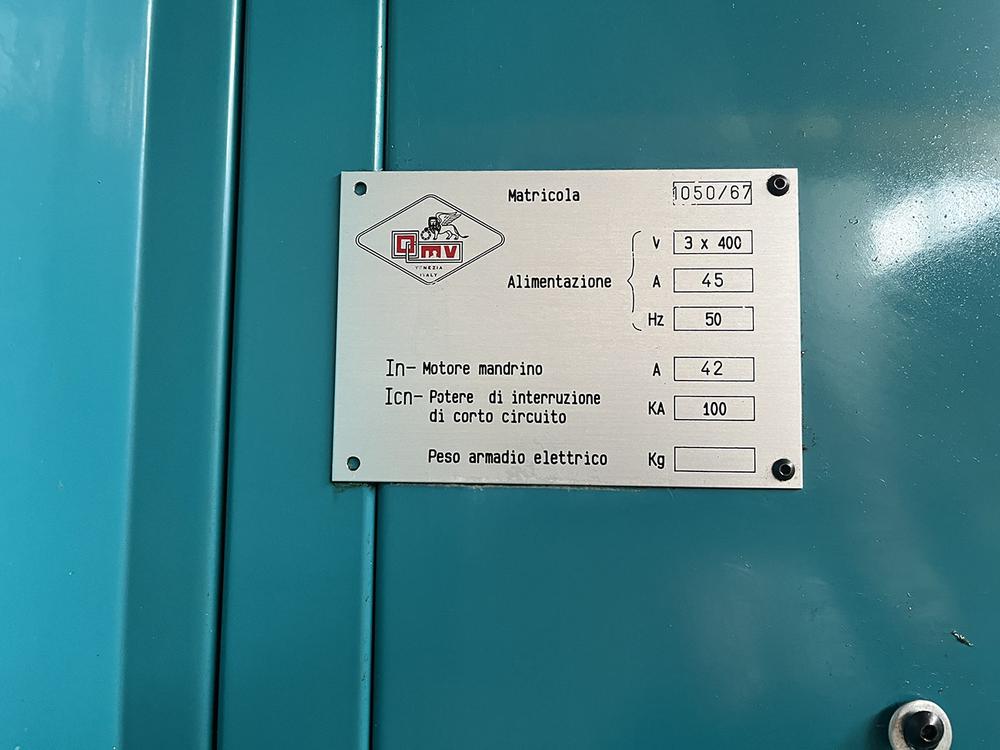 Matricola 1050/67
OMV
VENEZIA
ITALY
V 3 x 400
Alimentazione A 45
Hz 50
In- Motore mandrino A 42
Icn- Potere di interruzione
di corto circuito KA 100
Peso armadio elettrico Kg